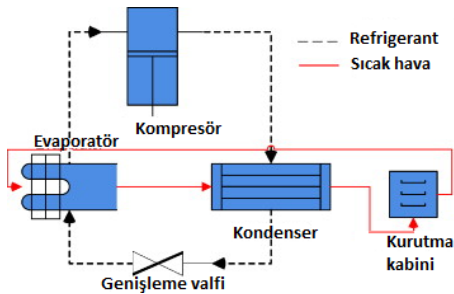 Refrigerant
Sıcak hava
Kompresör
Evaporatör
Kondenser
Kurutma
kabini
Genişleme valfi